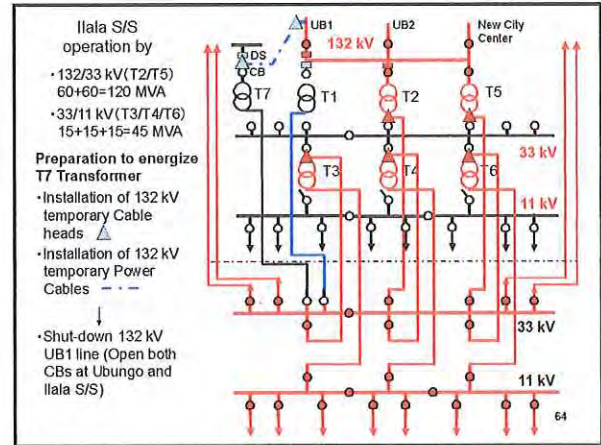 Ilala S/S
operation by
·132/33 kV(T2/T5)
60+60=120 MVA
·33/11 kV(T3/T4/T6)
15+15+15=45 MVA
Preparation to energize
T7 Transformer
·Installation of 132 kV
temporary Cable
heads
·Installation of 132 kV
temporary Power
Cables
·Shut-down 132 kV
UB1 line (Open both
CBs at Ubungo and
Ilala S/S)
UB1
UB2
New City
Center
132 kV
DS
CB
T7
T1
T2
T5
33 kV
T3
T4
T6
11 kV
33 kV
11 kV
64